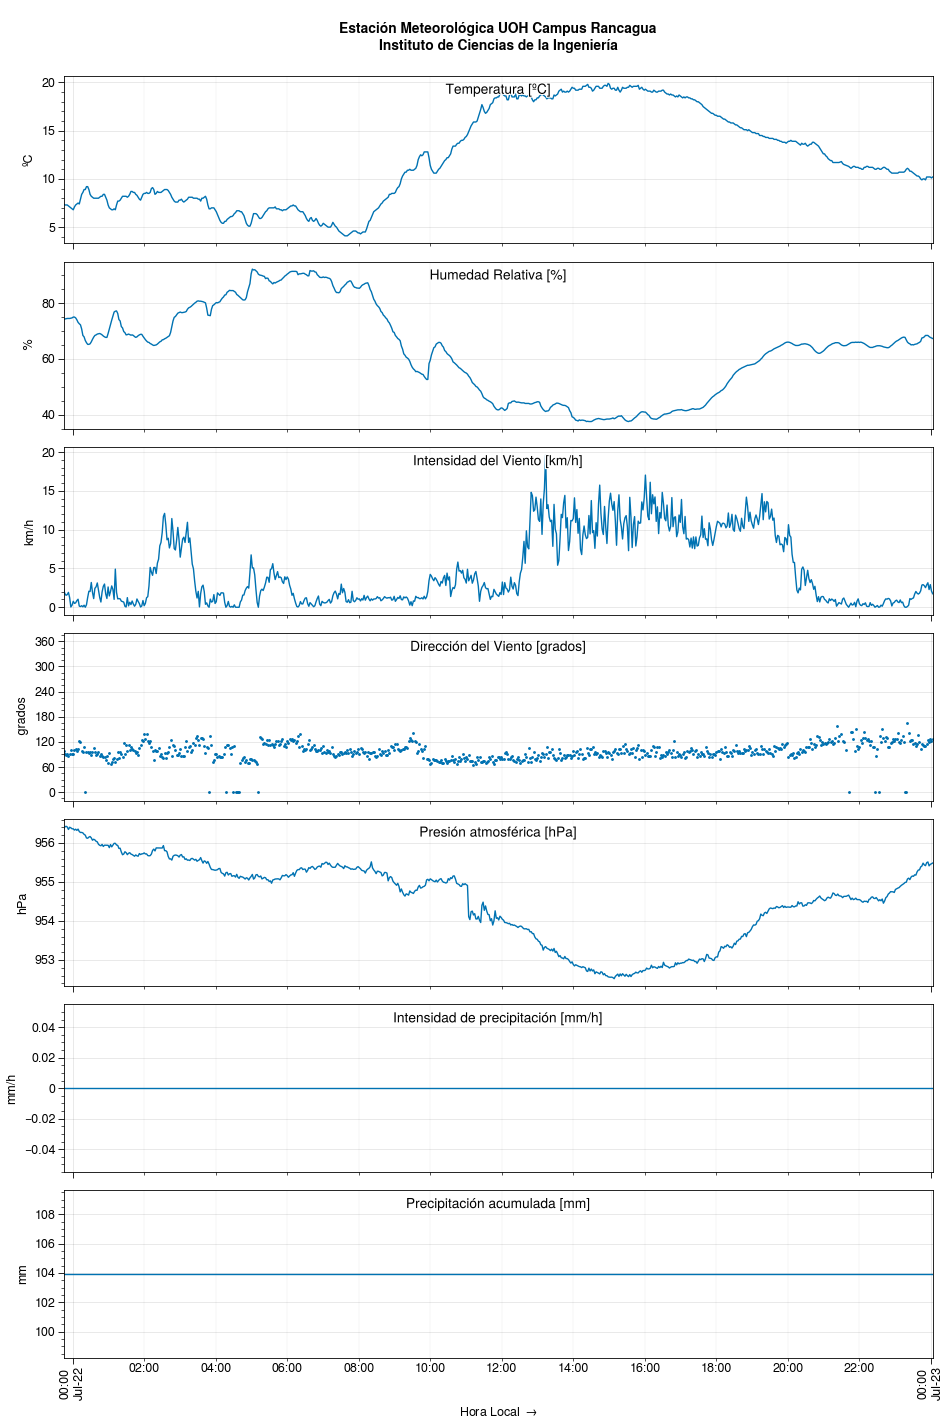 Estación Meteorológica UOH Campus Rancagua
Instituto de Ciencias de la Ingeniería
Temperatura [ºC]
20
15
10
5
ºC
Humedad Relativa [%]
80
60
40
%
Intensidad del Viento [km/h]
20
15
10
5
0
km/h
Dirección del Viento [grados]
360
300
240
180
120
60
0
grados
Presión atmosférica [hPa]
956
955
954
953
hPa
Intensidad de precipitación [mm/h]
0.04
0.02
0
−0.02
−0.04
mm/h
Precipitación acumulada [mm]
108
106
104
102
100
mm
00:00
Jul-22
02:00
04:00
06:00
08:00
10:00
12:00
14:00
16:00
18:00
20:00
22:00
00:00
Jul-23
Hora Local →